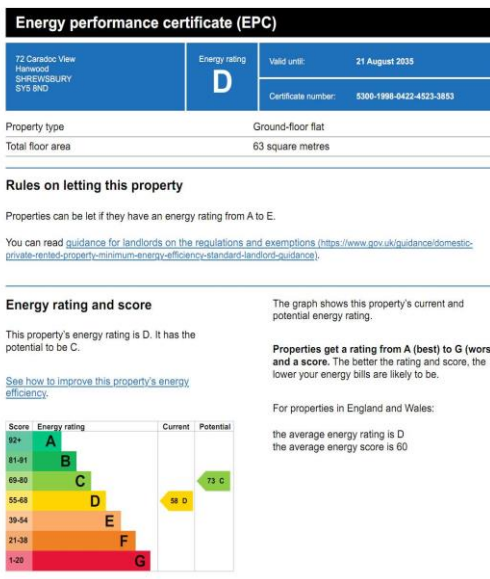 Energy performance certificate (EPC)
72 Caradoc View
Hanwood
SHREWSBURY
SY5 8ND
Energy rating
D
Valid until: 21 August 2035
Certificate number: 5300-1998-0422-4523-3853
Property type Ground-floor flat
Total floor area 63 square metres
Rules on letting this property
Properties can be let if they have an energy rating from A to E.
You can read guidance for landlords on the regulations and exemptions (https://www.gov.uk/guidance/domestic-
private-rented-property-minimum-energy-efficiency-standard-landlord-guidance).
Energy rating and score
This property's energy rating is D. It has the
potential to be C.
See how to improve this property's energy
efficiency.
Score Energy rating Current Potential
92+ A
81-91 B
69-80 C 73 C
55-68 D 58 D
39-54 E
21-38 F
1-20 G
The graph shows this property's current and
potential energy rating.
Properties get a rating from A (best) to G (wors
and a score. The better the rating and score, the
lower your energy bills are likely to be.
For properties in England and Wales:
the average energy rating is D
the average energy score is 60